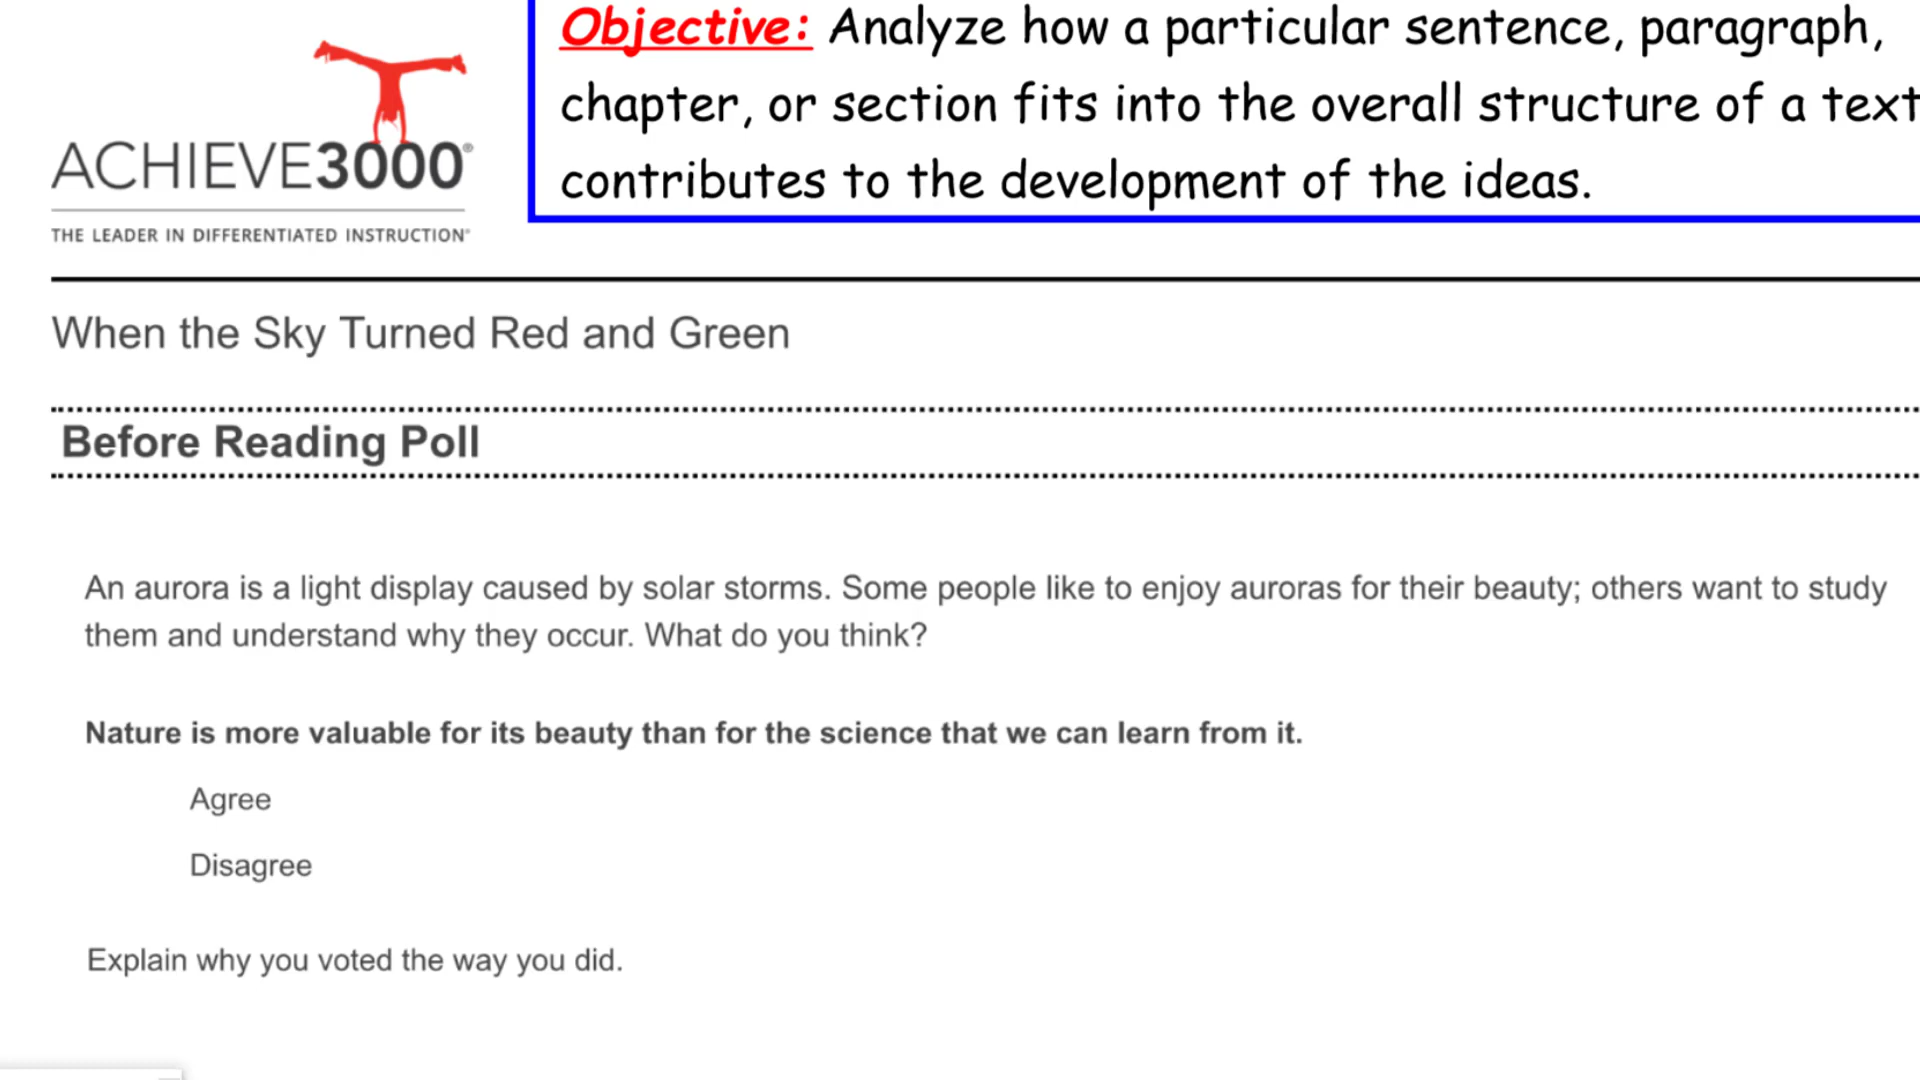 Objective: Analyze how a particular sentence, paragraph,
chapter, or section fits into the overall structure of a text
contributes to the development of the ideas.
ACHIEVE3000®
THE LEADER IN DIFFERENTIATED INSTRUCTION®
When the Sky Turned Red and Green
Before Reading Poll
An aurora is a light display caused by solar storms. Some people like to enjoy auroras for their beauty; others want to study
them and understand why they occur. What do you think?
Nature is more valuable for its beauty than for the science that we can learn from it.
Agree
Disagree
Explain why you voted the way you did.